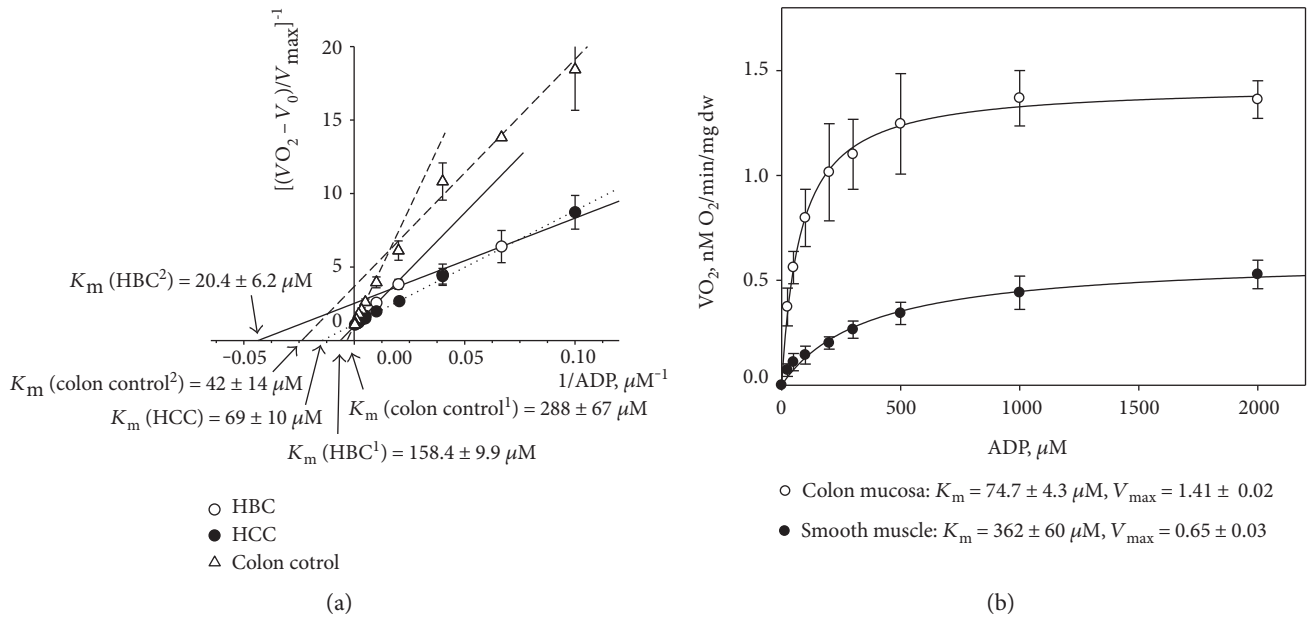 [(VO₂ – V₀)/Vmax]⁻¹
20
15
10
5
0
−0.05 0.00 0.05 0.10
1/ADP, μM⁻¹
Km (HBC²) = 20.4 ± 6.2 μM
Km (colon control²) = 42 ± 14 μM
Km (HCC) = 69 ± 10 μM
Km (colon control¹) = 288 ± 67 μM
Km (HBC¹) = 158.4 ± 9.9 μM
HBC
HCC
Colon cotrol
(a)
VO₂, nM O₂/min/mg dw
1.5
1.0
0.5
0.0
0 500 1000 1500 2000
ADP, μM
Colon mucosa: Km = 74.7 ± 4.3 μM, Vmax = 1.41 ± 0.02
Smooth muscle: Km = 362 ± 60 μM, Vmax = 0.65 ± 0.03
(b)